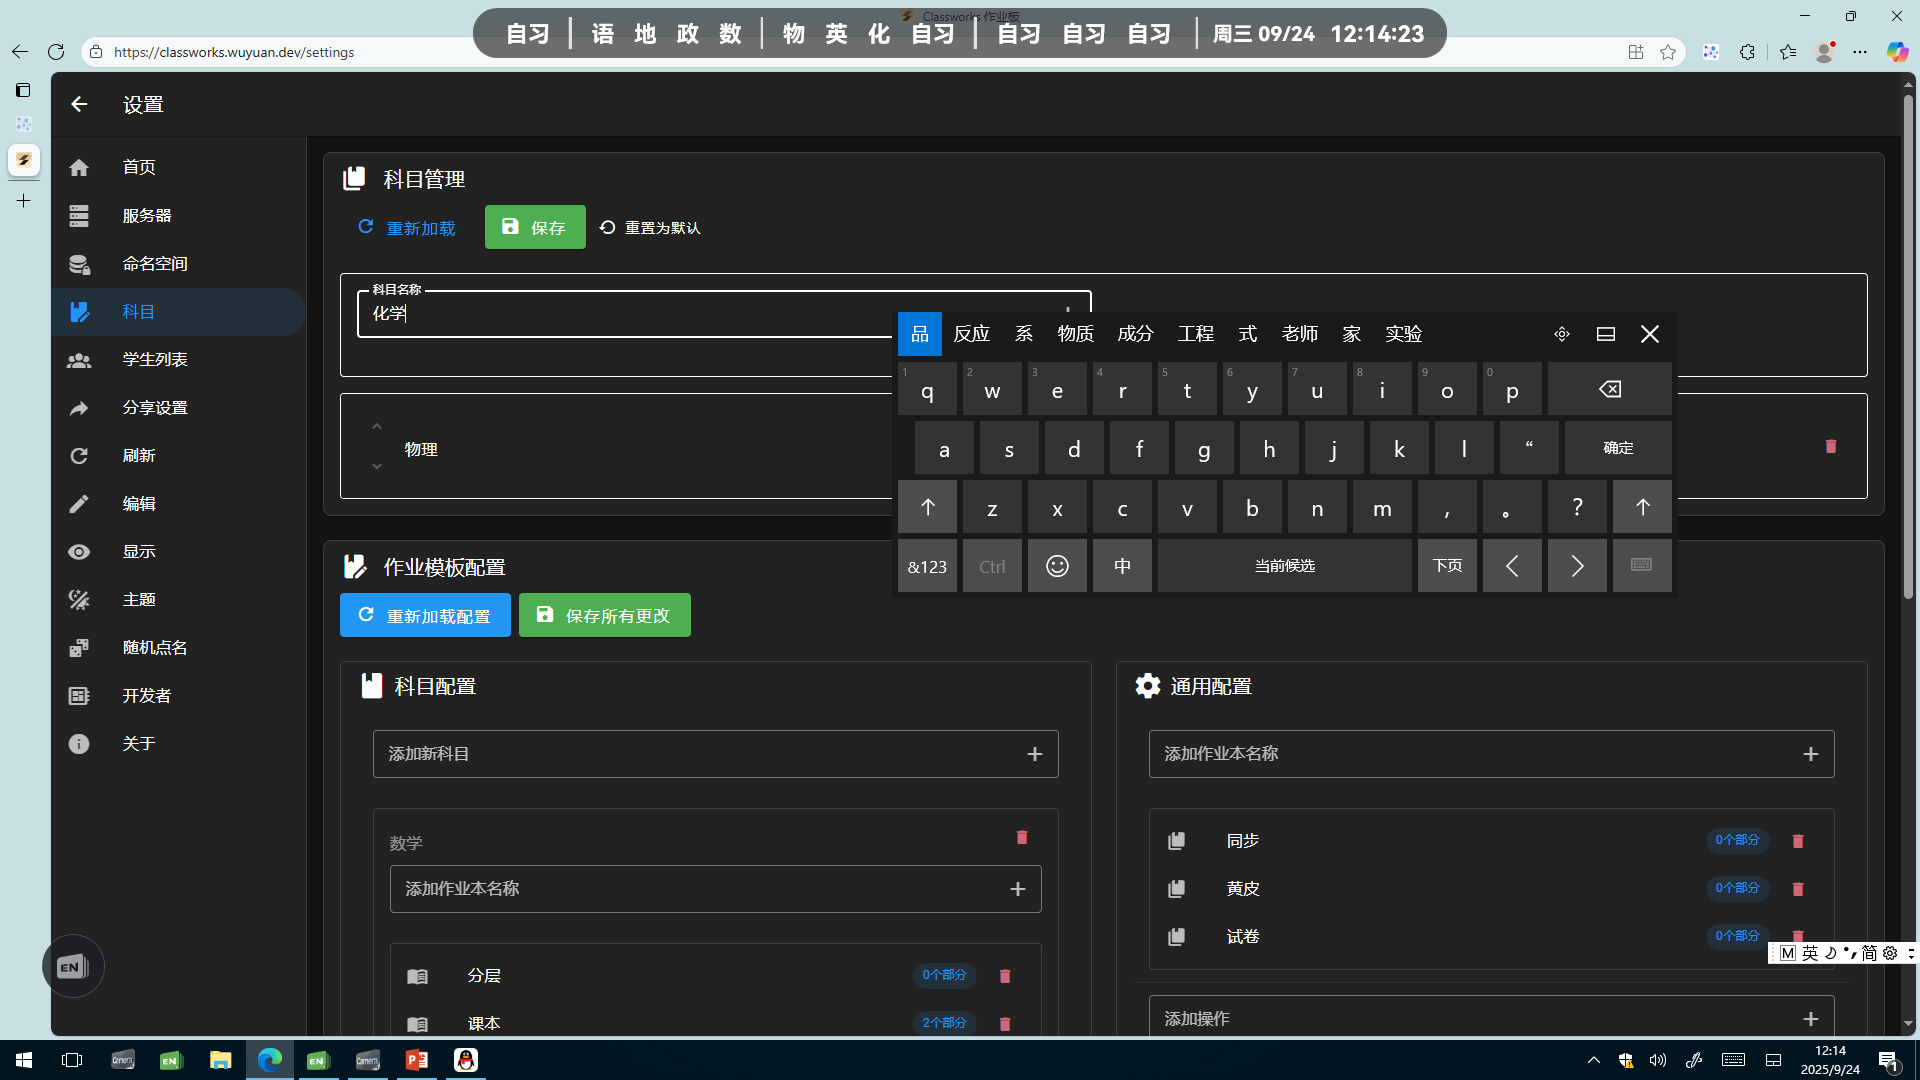 Classworks 作业板
自习 | 语 地 政 数 | 物 英 化 自习 | 自习 自习 自习 | 周三 09/24 12:14:23
https://classworks.wuyuan.dev/settings
设置
首页
服务器
命名空间
科目
学生列表
分享设置
刷新
编辑
显示
主题
随机点名
开发者
关于
科目管理
重新加载 保存 重置为默认
科目名称
化学
物理
品 反应 系 物质 成分 工程 式 老师 家 实验
1 2 3 4 5 6 7 8 9 0
q w e r t y u i o p
a s d f g h j k l “ 确定
z x c v b n m , 。 ?
&123 Ctrl 中 当前候选 下页
作业模板配置
重新加载配置 保存所有更改
科目配置
添加新科目
数学
添加作业本名称
分层 0个部分
课本 2个部分
通用配置
添加作业本名称
同步 0个部分
黄皮 0个部分
试卷 0个部分
添加操作
EN
M 英 简
Camera EN EN Camera
12:14
2025/9/24
1